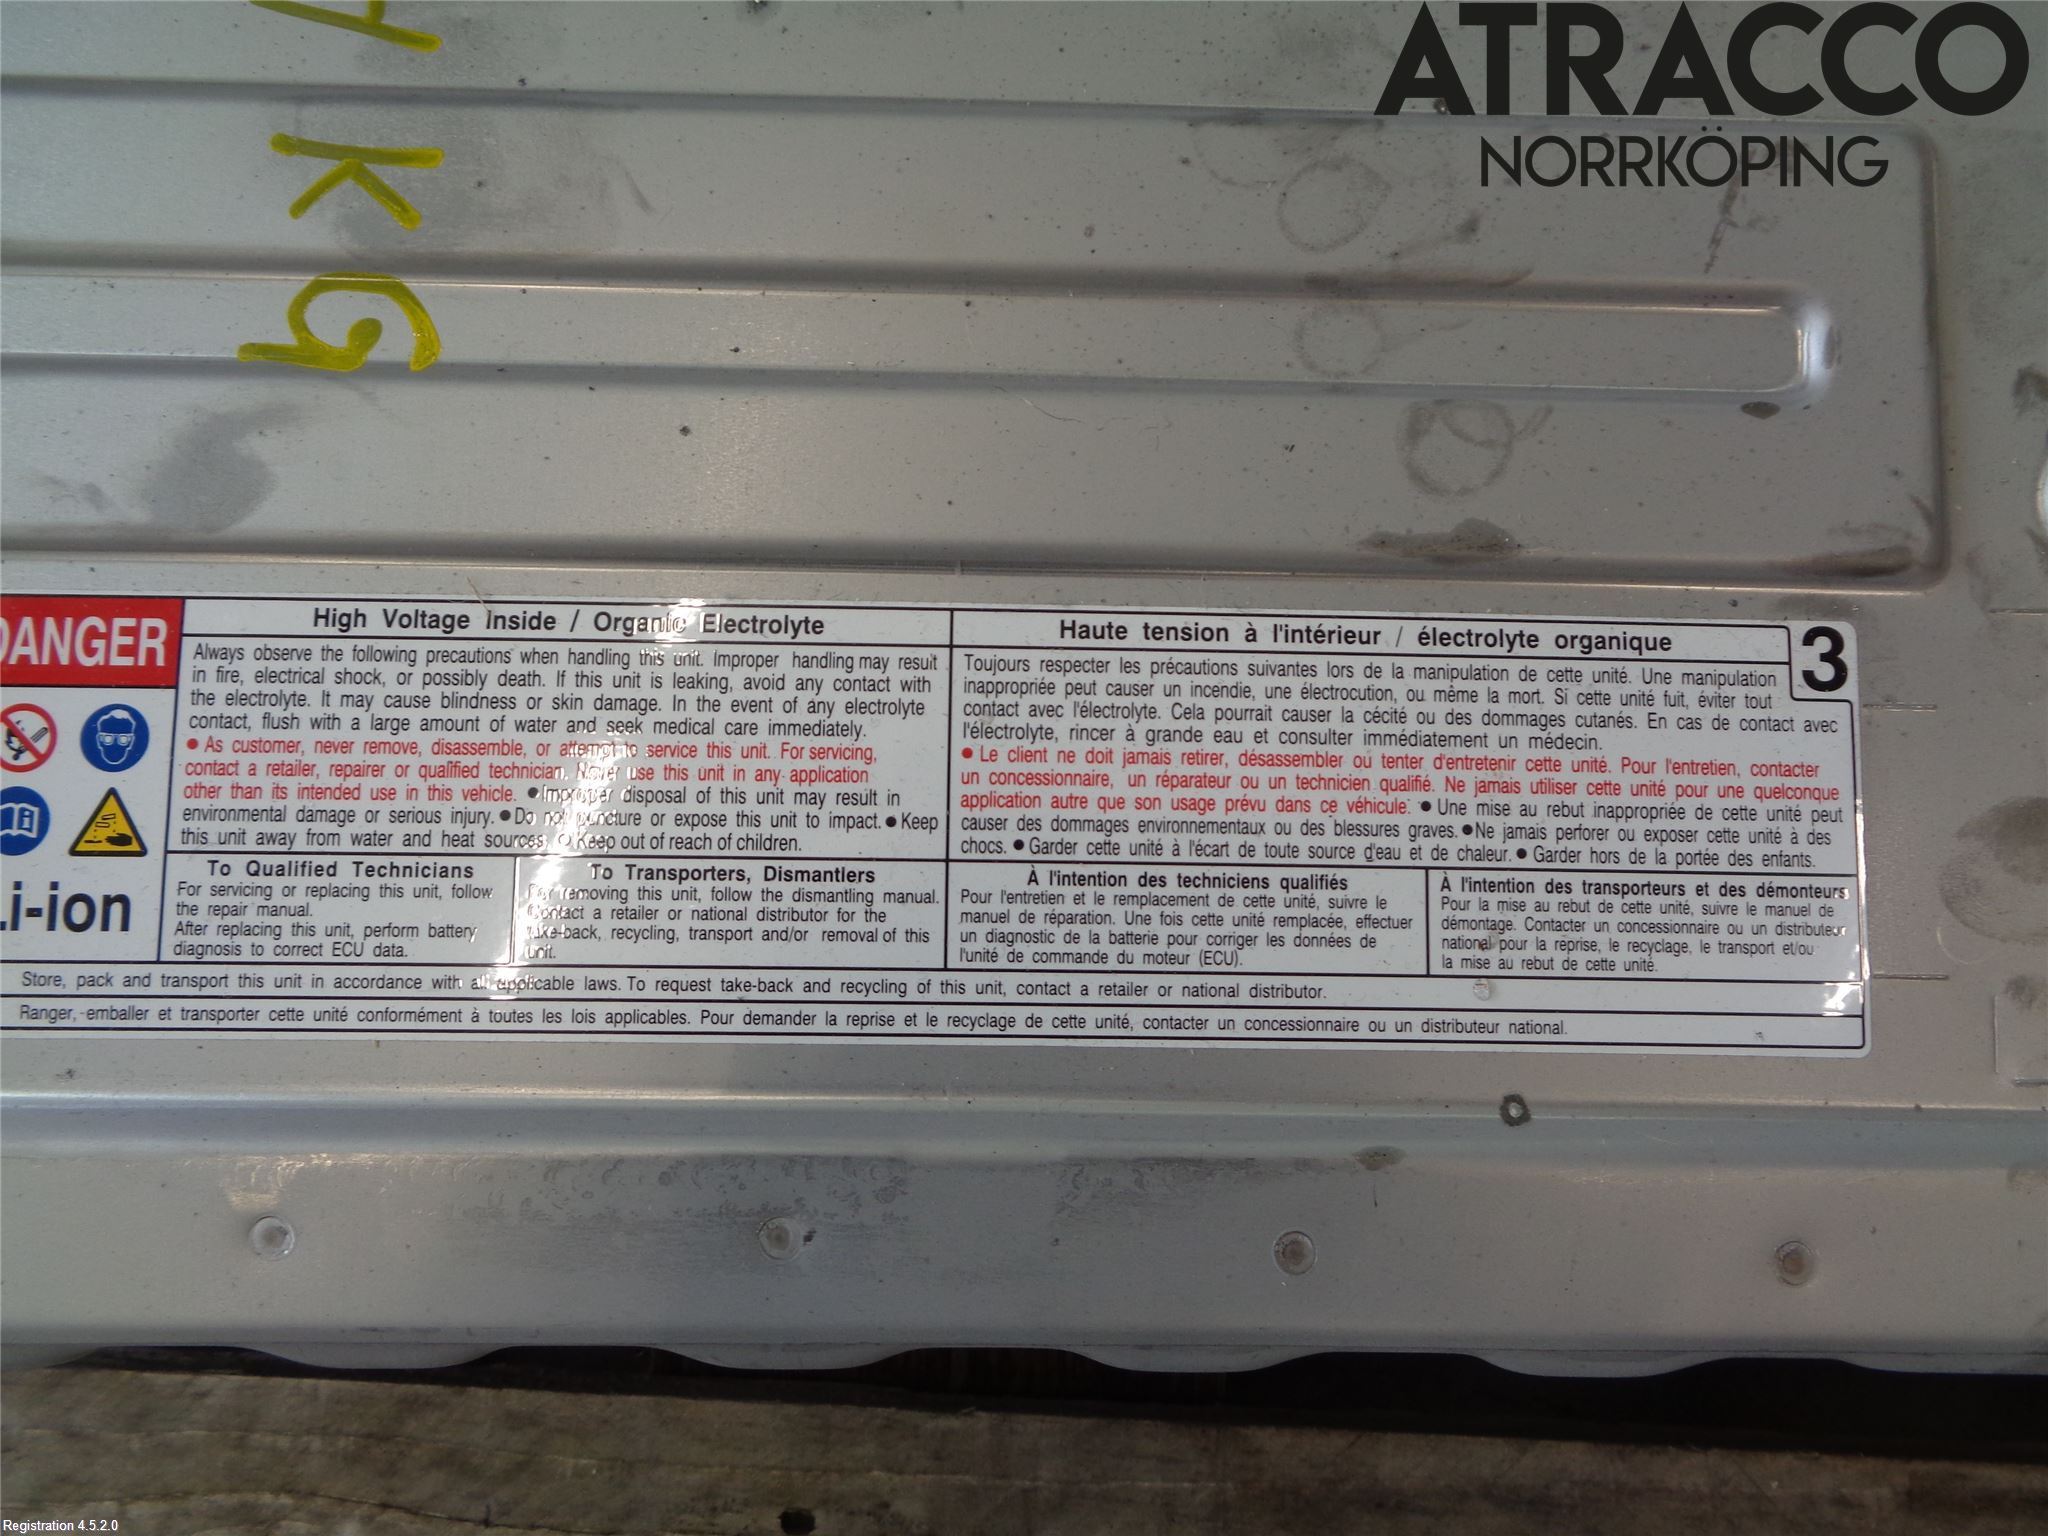 ATRACCO
NORRKÖPING
K
G
DANGER
Li-ion
High Voltage Inside / Organic Electrolyte
Always observe the following precautions when handling this unit. Improper handling may result
in fire, electrical shock, or possibly death. If this unit is leaking, avoid any contact with
the electrolyte. It may cause blindness or skin damage. In the event of any electrolyte
contact, flush with a large amount of water and seek medical care immediately.
● As customer, never remove, disassemble, or attempt to service this unit. For servicing,
contact a retailer, repairer or qualified technician. Never use this unit in any application
other than its intended use in this vehicle. ● Improper disposal of this unit may result in
environmental damage or serious injury. ● Do not puncture or expose this unit to impact. ● Keep
this unit away from water and heat sources. ● Keep out of reach of children.
To Qualified Technicians
For servicing or replacing this unit, follow
the repair manual.
After replacing this unit, perform battery
diagnosis to correct ECU data.
To Transporters, Dismantlers
For removing this unit, follow the dismantling manual.
Contact a retailer or national distributor for the
take-back, recycling, transport and/or removal of this
unit.
Haute tension à l'intérieur / électrolyte organique
3
Toujours respecter les précautions suivantes lors de la manipulation de cette unité. Une manipulation
inappropriée peut causer un incendie, une électrocution, ou même la mort. Si cette unité fuit, éviter tout
contact avec l'électrolyte. Cela pourrait causer la cécité ou des dommages cutanés. En cas de contact avec
l'électrolyte, rincer à grande eau et consulter immédiatement un médecin.
● Le client ne doit jamais retirer, désassembler ou tenter d'entretenir cette unité. Pour l'entretien, contacter
un concessionnaire, un réparateur ou un technicien qualifié. Ne jamais utiliser cette unité pour une quelconque
application autre que son usage prévu dans ce véhicule. ● Une mise au rebut inappropriée de cette unité peut
causer des dommages environnementaux ou des blessures graves. ● Ne jamais perforer ou exposer cette unité à des
chocs. ● Garder cette unité à l'écart de toute source d'eau et de chaleur. ● Garder hors de la portée des enfants.
À l'intention des techniciens qualifiés
Pour l'entretien et le remplacement de cette unité, suivre le
manuel de réparation. Une fois cette unité remplacée, effectuer
un diagnostic de la batterie pour corriger les données de
l'unité de commande du moteur (ECU).
À l'intention des transporteurs et des démonteurs
Pour la mise au rebut de cette unité, suivre le manuel de
démontage. Contacter un concessionnaire ou un distributeur
national pour la reprise, le recyclage, le transport et/ou
la mise au rebut de cette unité.
Store, pack and transport this unit in accordance with all applicable laws. To request take-back and recycling of this unit, contact a retailer or national distributor.
Ranger, emballer et transporter cette unité conformément à toutes les lois applicables. Pour demander la reprise et le recyclage de cette unité, contacter un concessionnaire ou un distributeur national.
Registration 4.5.2.0